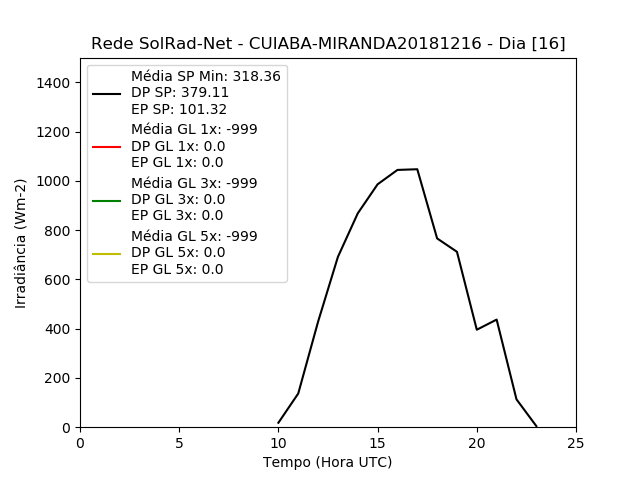 Rede SolRad-Net - CUIABA-MIRANDA20181216 - Dia [16]
Média SP Min: 318.36
DP SP: 379.11
EP SP: 101.32
Média GL 1x: -999
DP GL 1x: 0.0
EP GL 1x: 0.0
Média GL 3x: -999
DP GL 3x: 0.0
EP GL 3x: 0.0
Média GL 5x: -999
DP GL 5x: 0.0
EP GL 5x: 0.0
Irradiância (Wm-2)
1400
1200
1000
800
600
400
200
0
0 5 10 15 20 25
Tempo (Hora UTC)